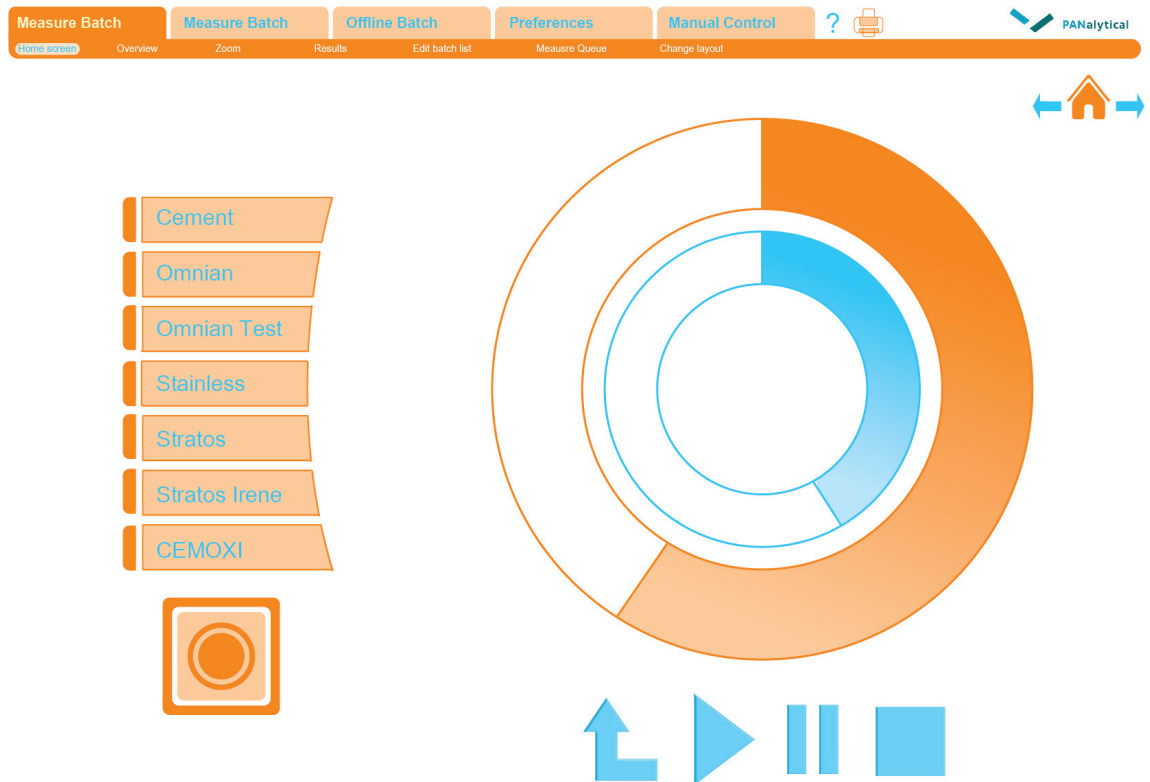 Measure Batch Measure Batch Offline Batch Preferences Manual Control ? PANalytical
Home screen Overview Zoom Results Edit batch list Meausre Queue Change layout
Cement
Omnian
Omnian Test
Stainless
Stratos
Stratos Irene
CEMOXI